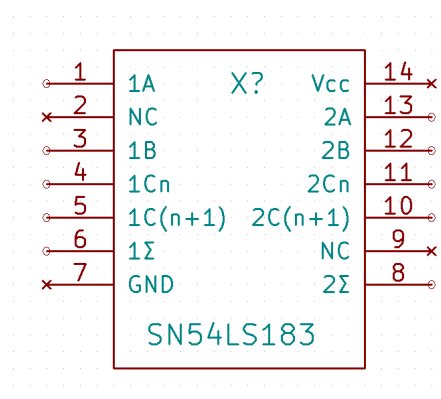 X?
1 1A Vcc 14
2 NC 2A 13
3 1B 2B 12
4 1Cn 2Cn 11
5 1C(n+1) 2C(n+1) 10
6 1Σ NC 9
7 GND 2Σ 8
SN54LS183